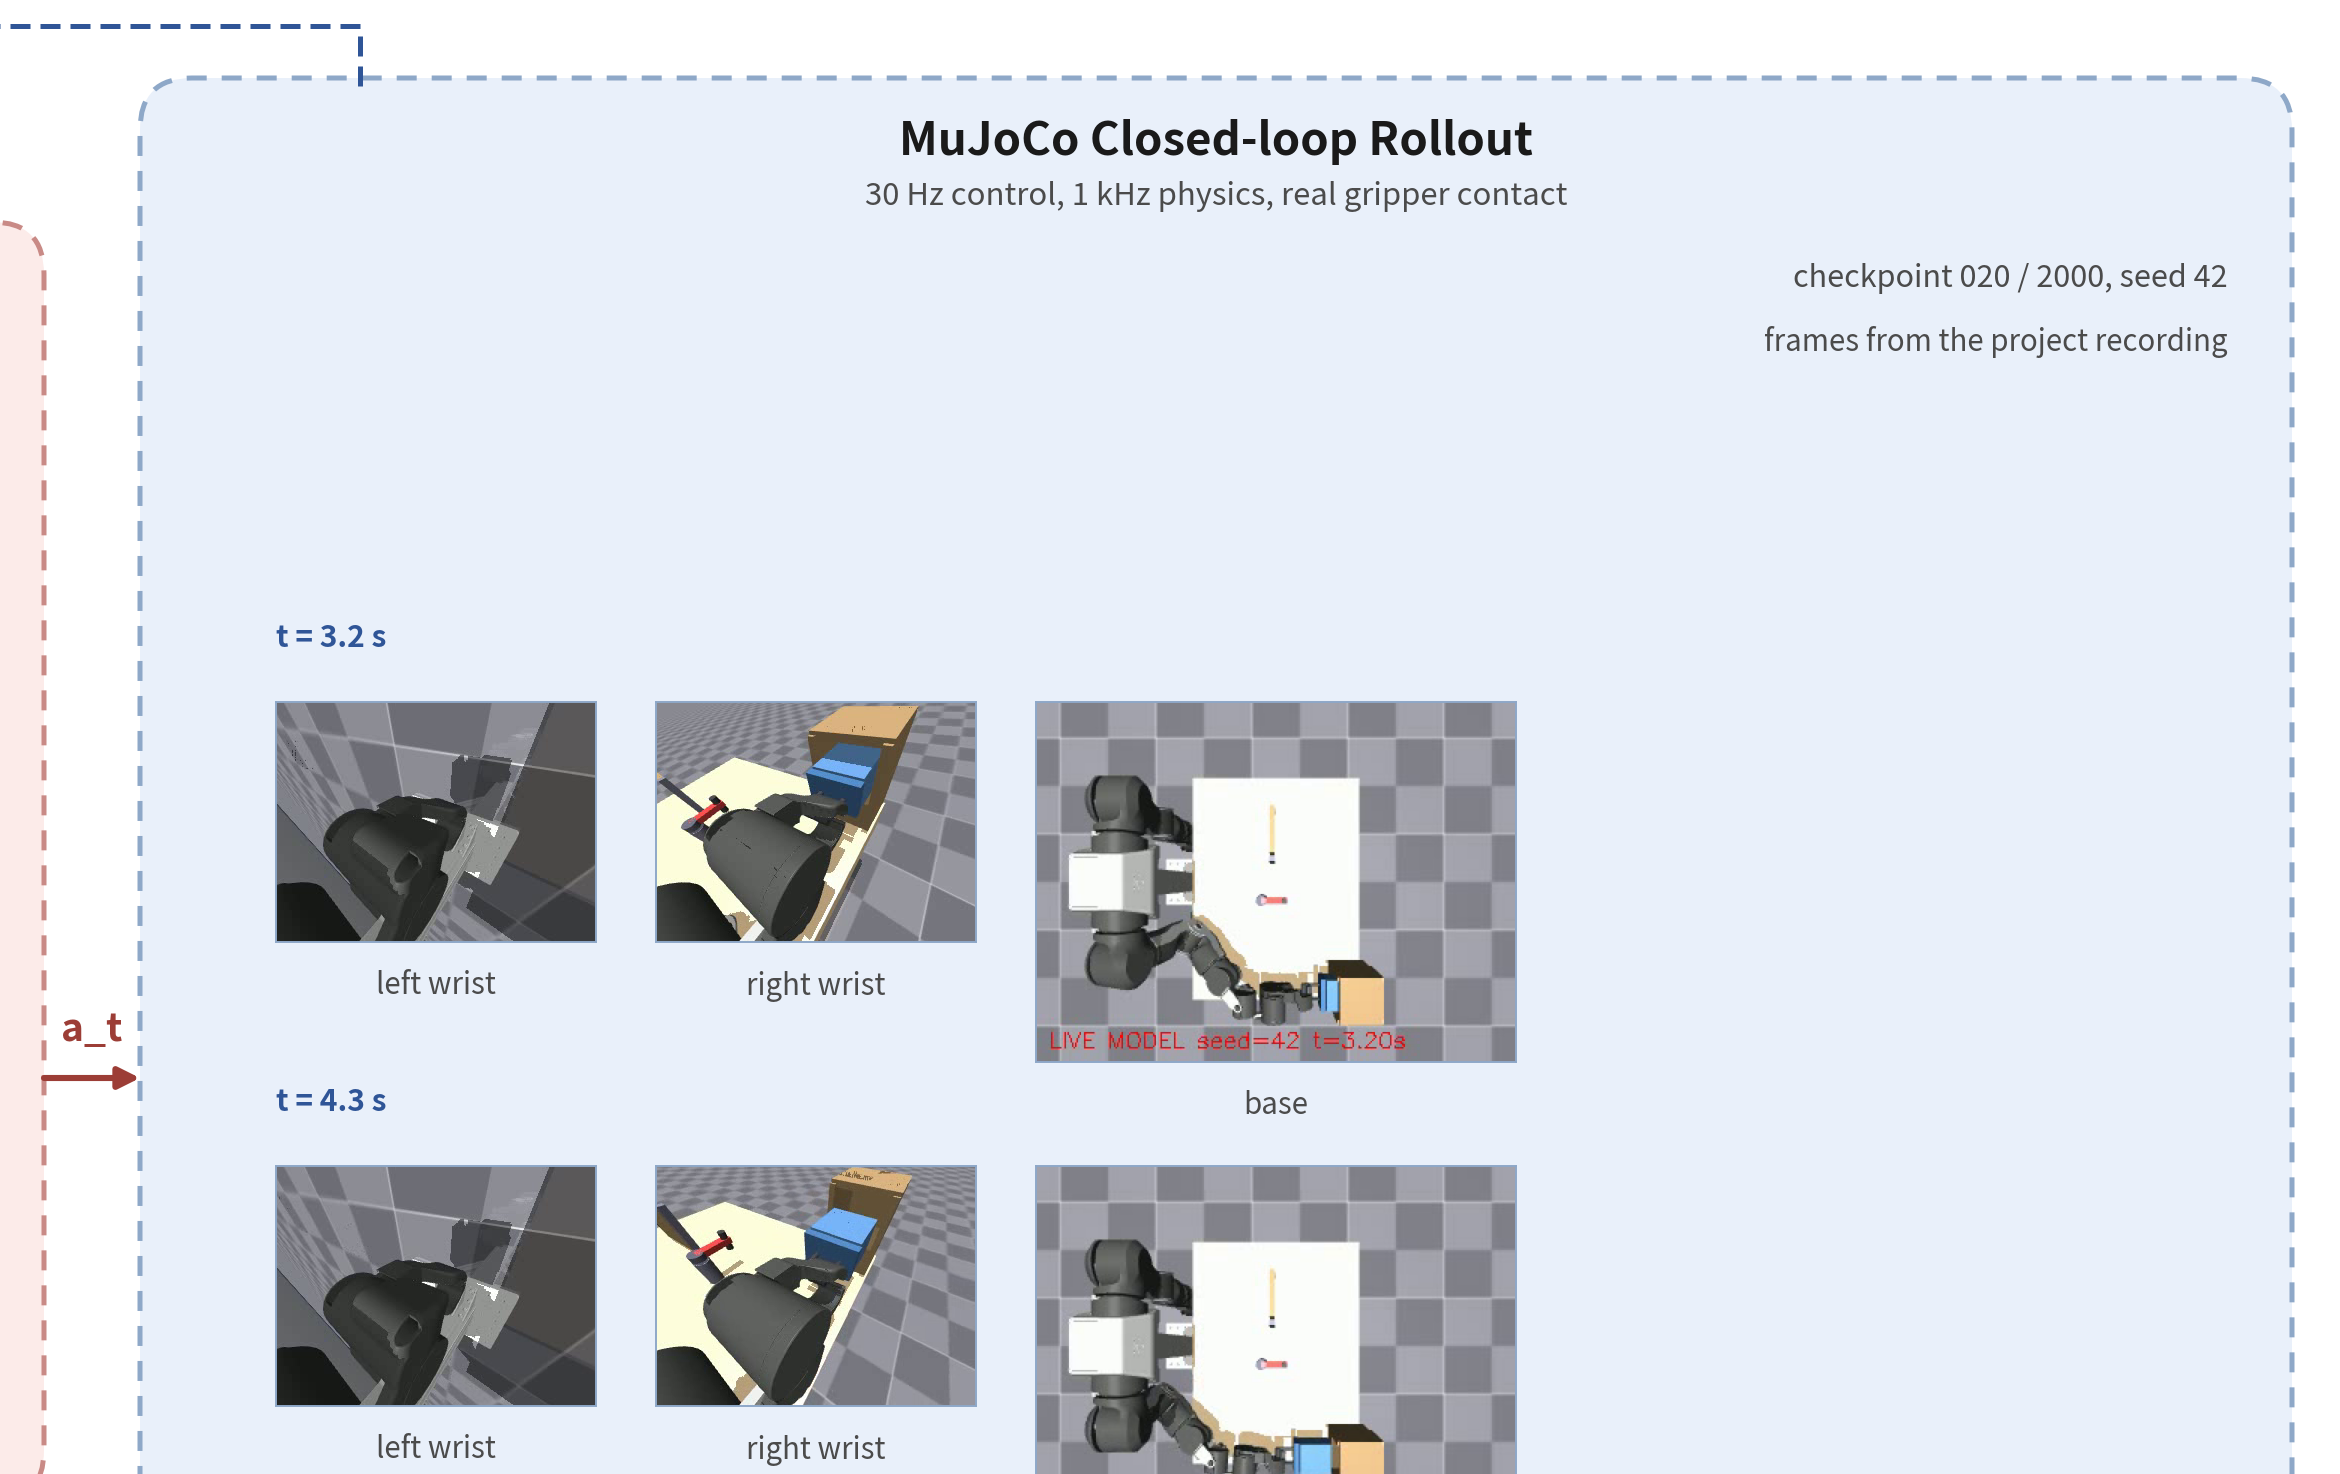 MuJoCo Closed-loop Rollout
30 Hz control, 1 kHz physics, real gripper contact
checkpoint 020 / 2000, seed 42
frames from the project recording
t = 3.2 s
left wrist
right wrist
LIVE MODEL seed=42 t=3.20s
base
a_t
t = 4.3 s
left wrist
right wrist